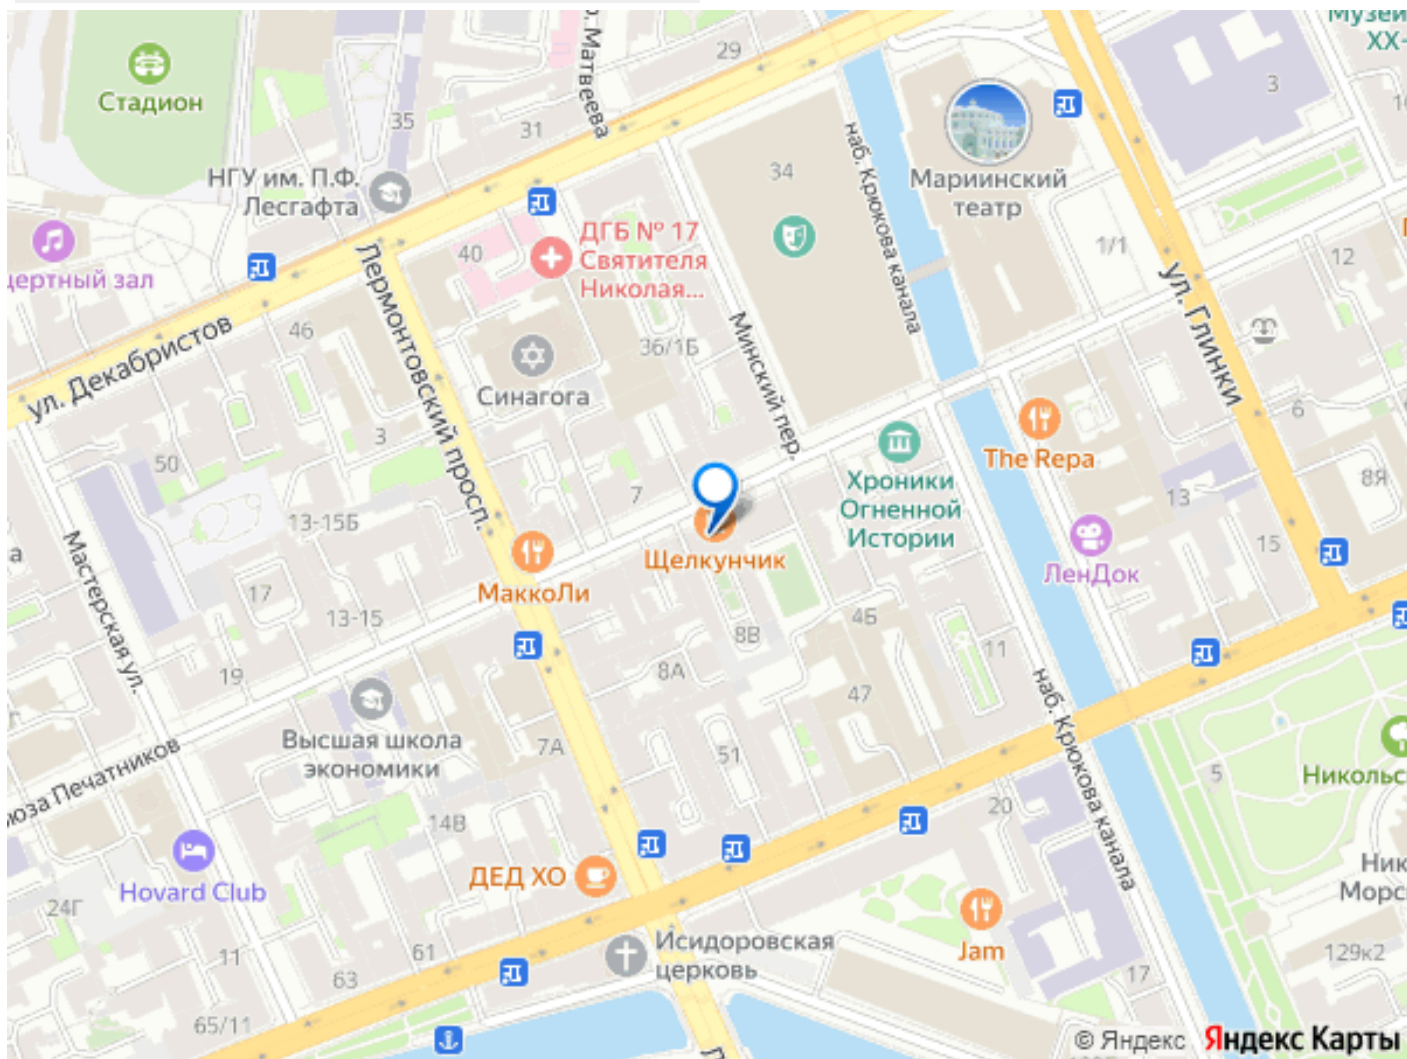 Музей
XX-
р. Матвеева
29
3
Стадион
35
31
НГУ им. П.Ф.
Лесгафта
34
наб. Крюкова канала
Мариинский
театр
ДГБ № 17
Святителя
Николая...
40
1/1
12
цертный зал
Лермонтовский просп.
ул. Глинки
ул. Декабристов
46
36/1Б
Минский пер.
Синагога
3
6
The Repa
50
7
Хроники
Огненной
Истории
13
8Я
13-15Б
15
Щелкунчик
ЛенДок
МаккоЛи
Мастерская ул.
17
13-15
8В
4Б
11
19
8А
47
наб. Крюкова канала
Высшая школа
экономики
7А
51
5
Никольс
юза Печатников
14В
20
ДЕД ХО
Hovard Club
Ник
Морс
24Г
Jam
Исидоровская
церковь
11
61
63
17
129к2
65/11
© Яндекс Яндекс Карты